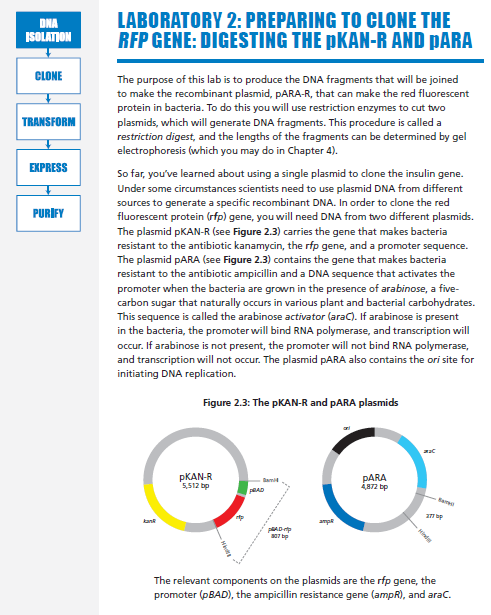 DNA
ISOLATION
CLONE
TRANSFORM
EXPRESS
PURIFY
LABORATORY 2: PREPARING TO CLONE THE
RFP GENE: DIGESTING THE pKAN-R AND pARA
The purpose of this lab is to produce the DNA fragments that will be joined
to make the recombinant plasmid, pARA-R, that can make the red fluorescent
protein in bacteria. To do this you will use restriction enzymes to cut two
plasmids, which will generate DNA fragments. This procedure is called a
restriction digest, and the lengths of the fragments can be determined by gel
electrophoresis (which you may do in Chapter 4).
So far, you've learned about using a single plasmid to clone the insulin gene.
Under some circumstances scientists need to use plasmid DNA from different
sources to generate a specific recombinant DNA. In order to clone the red
fluorescent protein (rfp) gene, you will need DNA from two different plasmids.
The plasmid pKAN-R (see Figure 2.3) carries the gene that makes bacteria
resistant to the antibiotic kanamycin, the rfp gene, and a promoter sequence.
The plasmid pARA (see Figure 2.3) contains the gene that makes bacteria
resistant to the antibiotic ampicillin and a DNA sequence that activates the
promoter when the bacteria are grown in the presence of arabinose, a five-
carbon sugar that naturally occurs in various plant and bacterial carbohydrates.
This sequence is called the arabinose activator (araC). If arabinose is present
in the bacteria, the promoter will bind RNA polymerase, and transcription will
occur. If arabinose is not present, the promoter will not bind RNA polymerase,
and transcription will not occur. The plasmid pARA also contains the ori site for
initiating DNA replication.
Figure 2.3: The pKAN-R and pARA plasmids
pKAN-R
5,512 bp
BamHI
pBAD
rfp
kanR
HindIII
pBAD-rfp
807 bp
ori
araC
pARA
4,872 bp
BamHI
377 bp
HindIII
ampR
The relevant components on the plasmids are the rfp gene, the
promoter (pBAD), the ampicillin resistance gene (ampR), and araC.